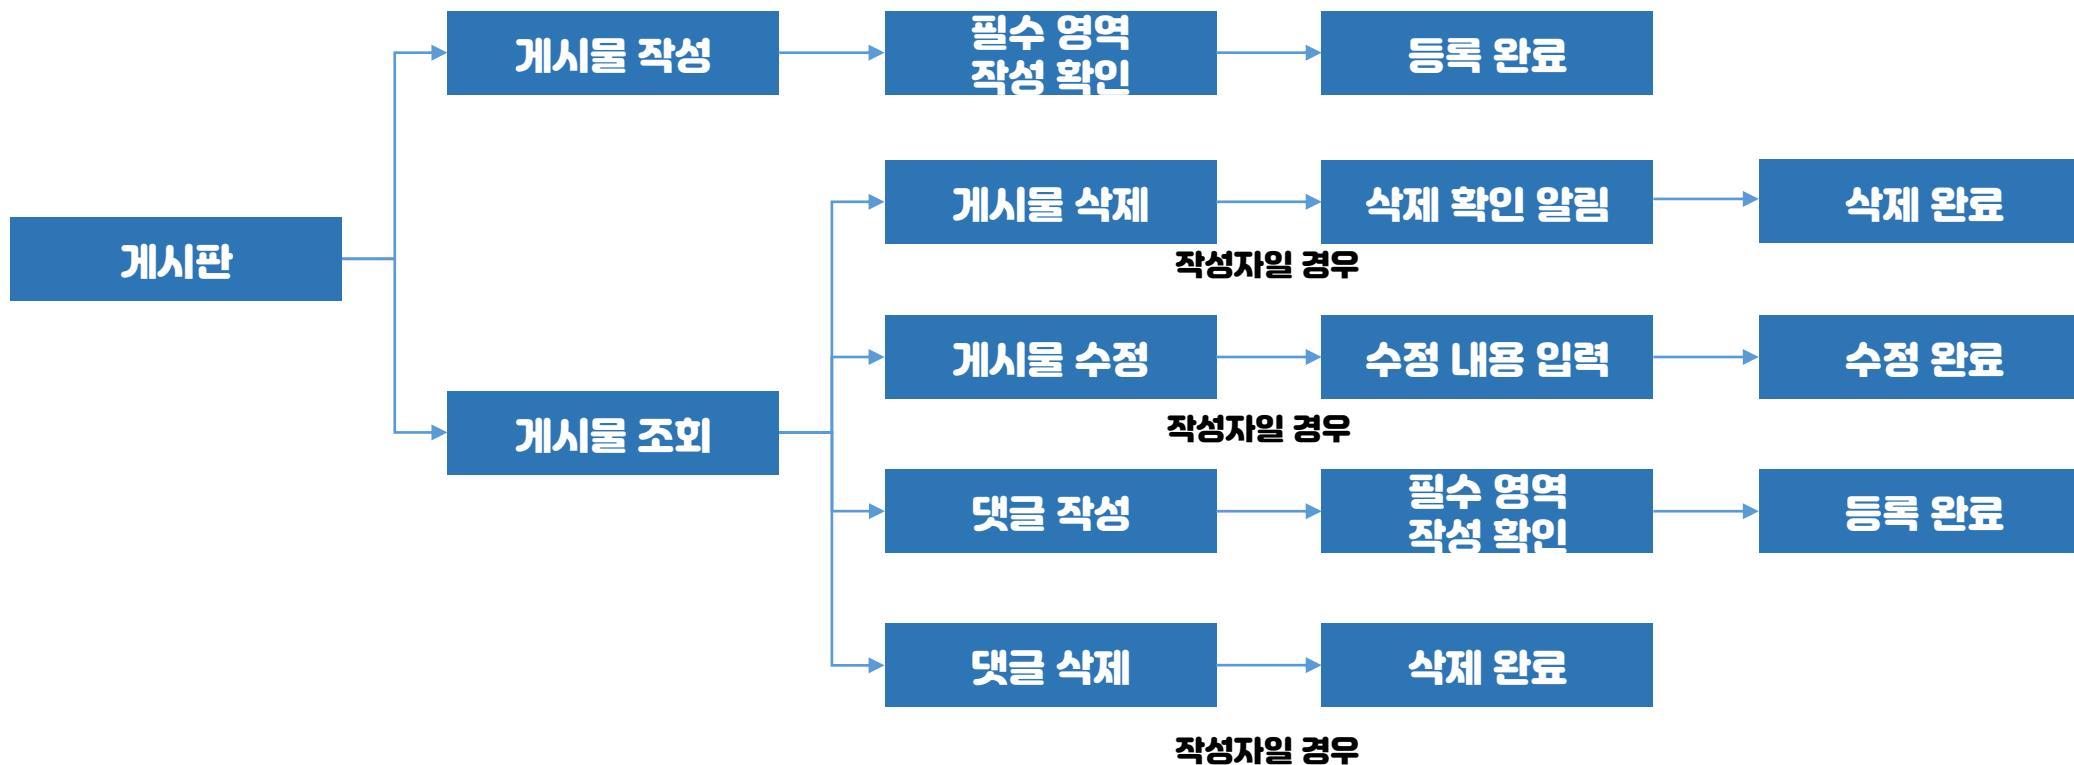 게시물 작성
필수 영역
작성 확인
등록 완료
게시판
게시물 삭제
삭제 확인 알림
삭제 완료
작성자일 경우
게시물 수정
수정 내용 입력
수정 완료
작성자일 경우
게시물 조회
댓글 작성
필수 영역
작성 확인
등록 완료
댓글 삭제
삭제 완료
작성자일 경우